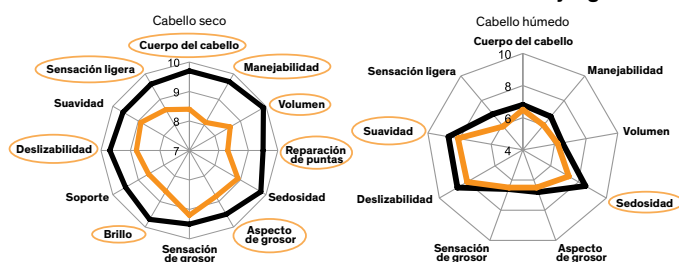 Cabello seco
Cuerpo del cabello
Manejabilidad
Volumen
Reparación
de puntas
Sedosidad
Aspecto
de grosor
Sensación
de grosor
Brillo
Soporte
Deslizabilidad
Suavidad
Sensación ligera
10
9
8
7
Cabello húmedo
Cuerpo del cabello
Manejabilidad
Volumen
Sedosidad
Aspecto
de grosor
Sensación
de grosor
Deslizabilidad
Suavidad
Sensación ligera
10
8
6
4